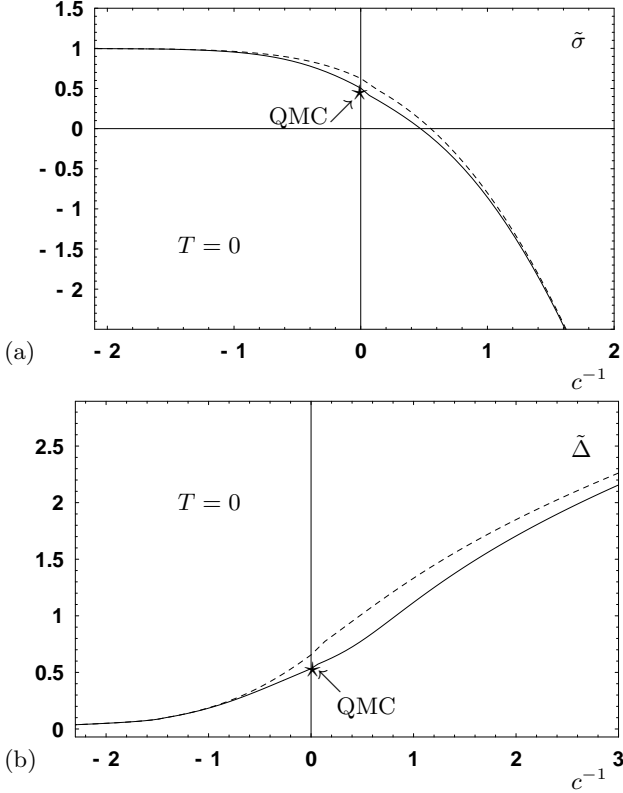 1.5
σ̃
1
0.5
QMC
0
- 0.5
- 1
T = 0
- 1.5
- 2
(a)
- 2 - 1 0 1 2
c⁻¹
2.5
Δ̃
T = 0
2
1.5
1
0.5
QMC
0
(b)
- 2 - 1 0 1 2 3
c⁻¹